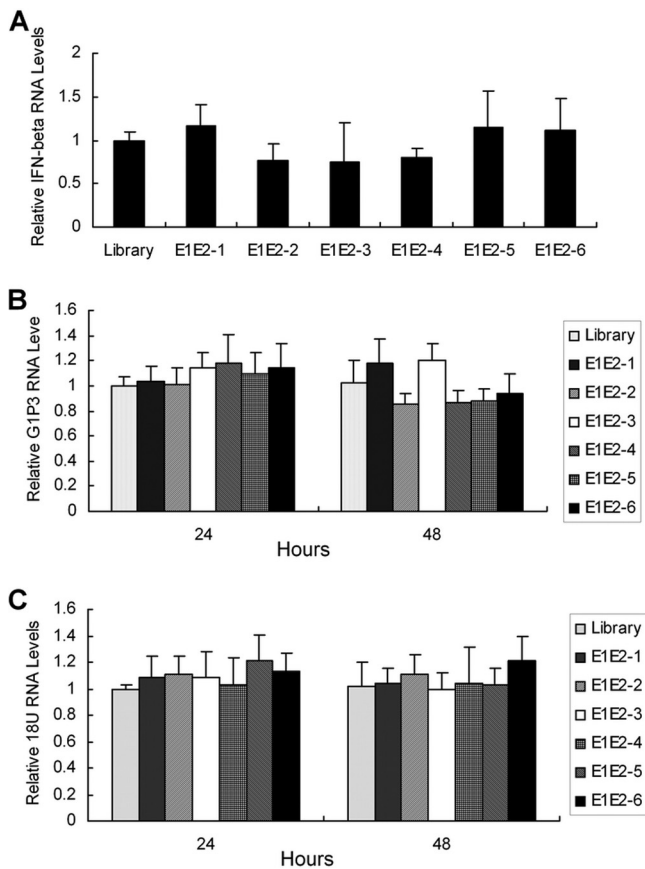 A
Relative IFN-beta RNA Levels
2
1.5
1
0.5
0
Library E1E2-1 E1E2-2 E1E2-3 E1E2-4 E1E2-5 E1E2-6
B
Relative G1P3 RNA Leve
1.6
1.4
1.2
1
0.8
0.6
0.4
0.2
0
24 48
Hours
Library
E1E2-1
E1E2-2
E1E2-3
E1E2-4
E1E2-5
E1E2-6
C
Relative 18U RNA Levels
1.6
1.4
1.2
1
0.8
0.6
0.4
0.2
0
24 48
Hours
Library
E1E2-1
E1E2-2
E1E2-3
E1E2-4
E1E2-5
E1E2-6